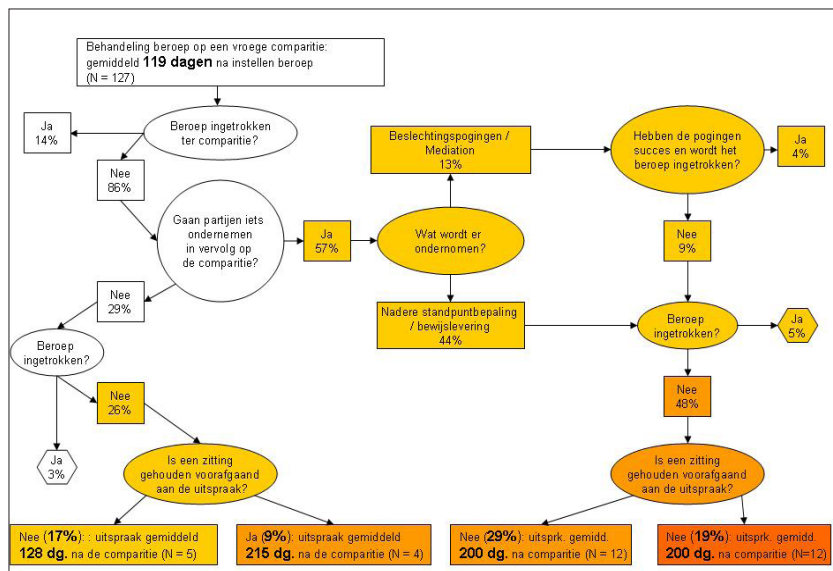 Behandeling beroep op een vroege comparitie:
gemiddeld 119 dagen na instellen beroep
(N = 127)
Ja
14%
Beroep ingetrokken
ter comparitie?
Nee
86%
Gaan partijen iets
ondernemen
in vervolg op
de comparitie?
Ja
57%
Wat wordt er
ondernomen?
Beslechtingspogingen /
Mediation
13%
Hebben de pogingen
succes en wordt het
beroep ingetrokken?
Ja
4%
Nee
9%
Nadere standpuntbepaling
/ bewijslevering
44%
Beroep
ingetrokken?
Ja
5%
Nee
29%
Beroep
ingetrokken?
Nee
26%
Ja
3%
Nee
48%
Is een zitting
gehouden voorafgaand
aan de uitspraak?
Is een zitting
gehouden voorafgaand
aan de uitspraak?
Nee (17%): : uitspraak gemiddeld
128 dg. na de comparitie (N = 5)
Ja (9%): uitspraak gemiddeld
215 dg. na de comparitie (N = 4)
Nee (29%): uitsprk. gemidd.
200 dg. na comparitie (N = 12)
Nee (19%): uitsprk. gemidd.
200 dg. na comparitie (N=12)